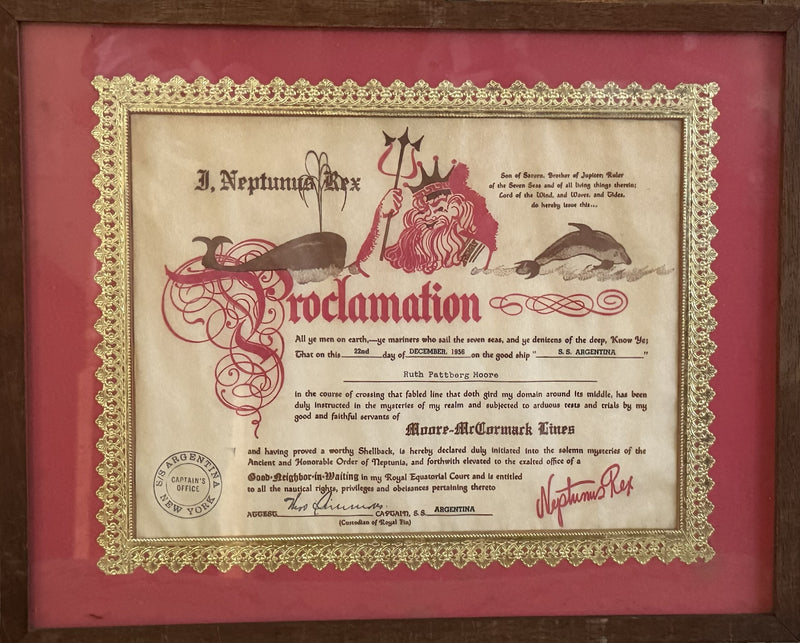 I, Neptunus Rex
Son of Saturn, Brother of Jupiter, Ruler
of the Seven Seas and of all living things therein;
Lord of the Wind, and Waves, and Tides,
do hereby issue this...
Proclamation
All ye men on earth,—ye mariners who sail the seven seas, and ye denizens of the deep, Know Ye;
That on this 22nd day of DECEMBER, 1956 on the good ship " S. S. ARGENTINA "
Ruth Pattberg Moore
in the course of crossing that fabled line that doth gird my domain around its middle, has been
duly instructed in the mysteries of my realm and subjected to arduous tests and trials by my
good and faithful servants of
Moore-McCormack Lines
and having proved a worthy Shellback, is hereby declared duly initiated into the solemn mysteries of the
Ancient and Honorable Order of Neptunia, and forthwith elevated to the exalted office of a
Good-Neighbor-in-Waiting in my Royal Equatorial Court and is entitled
to all the nautical rights, privileges and obeisances pertaining thereto
ATTEST CAPTAIN, S. S. ARGENTINA
(Custodian of Royal Fin)
Neptunus Rex
S/S ARGENTINA
CAPTAIN'S
OFFICE
NEW YORK